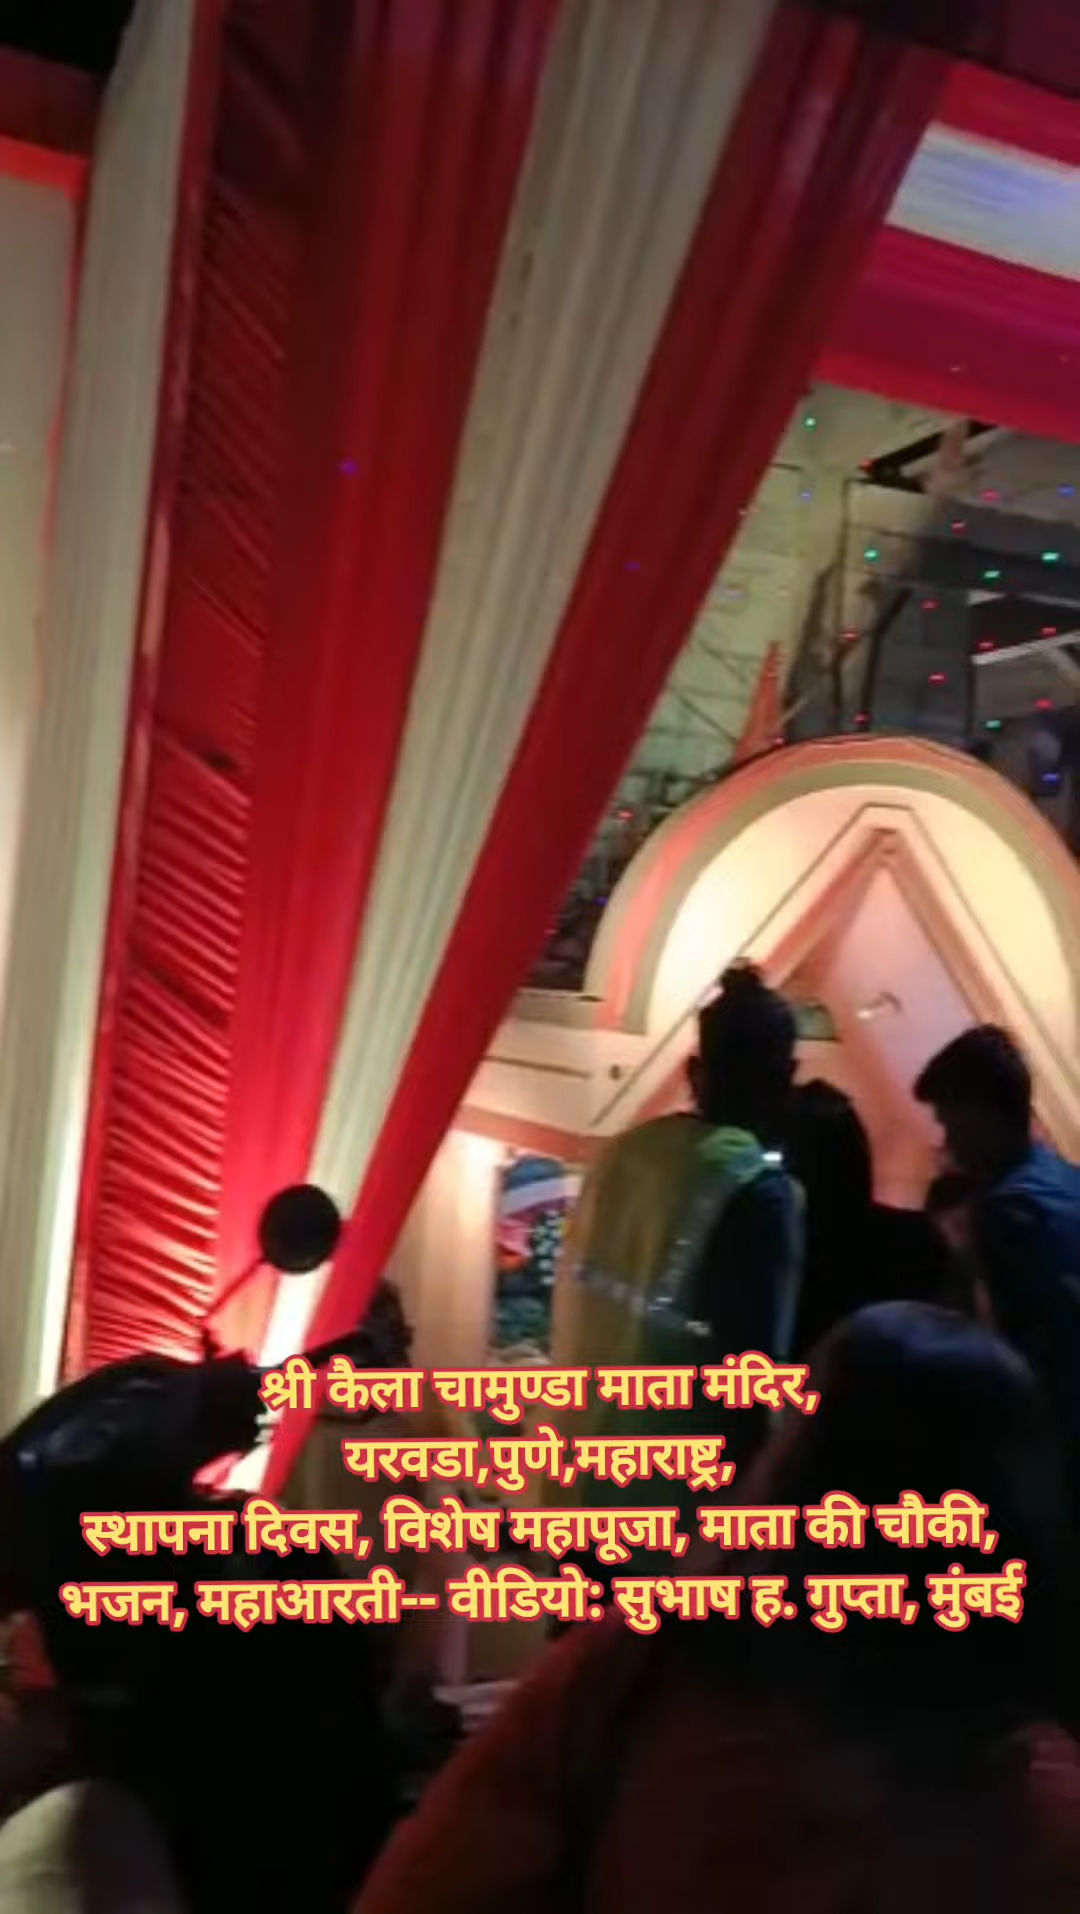 श्री कैला चामुण्डा माता मंदिर,
यरवडा,पुणे,महाराष्ट्र,
स्थापना दिवस, विशेष महापूजा, माता की चौकी,
भजन, महाआरती-- वीडियो: सुभाष ह. गुप्ता, मुंबई